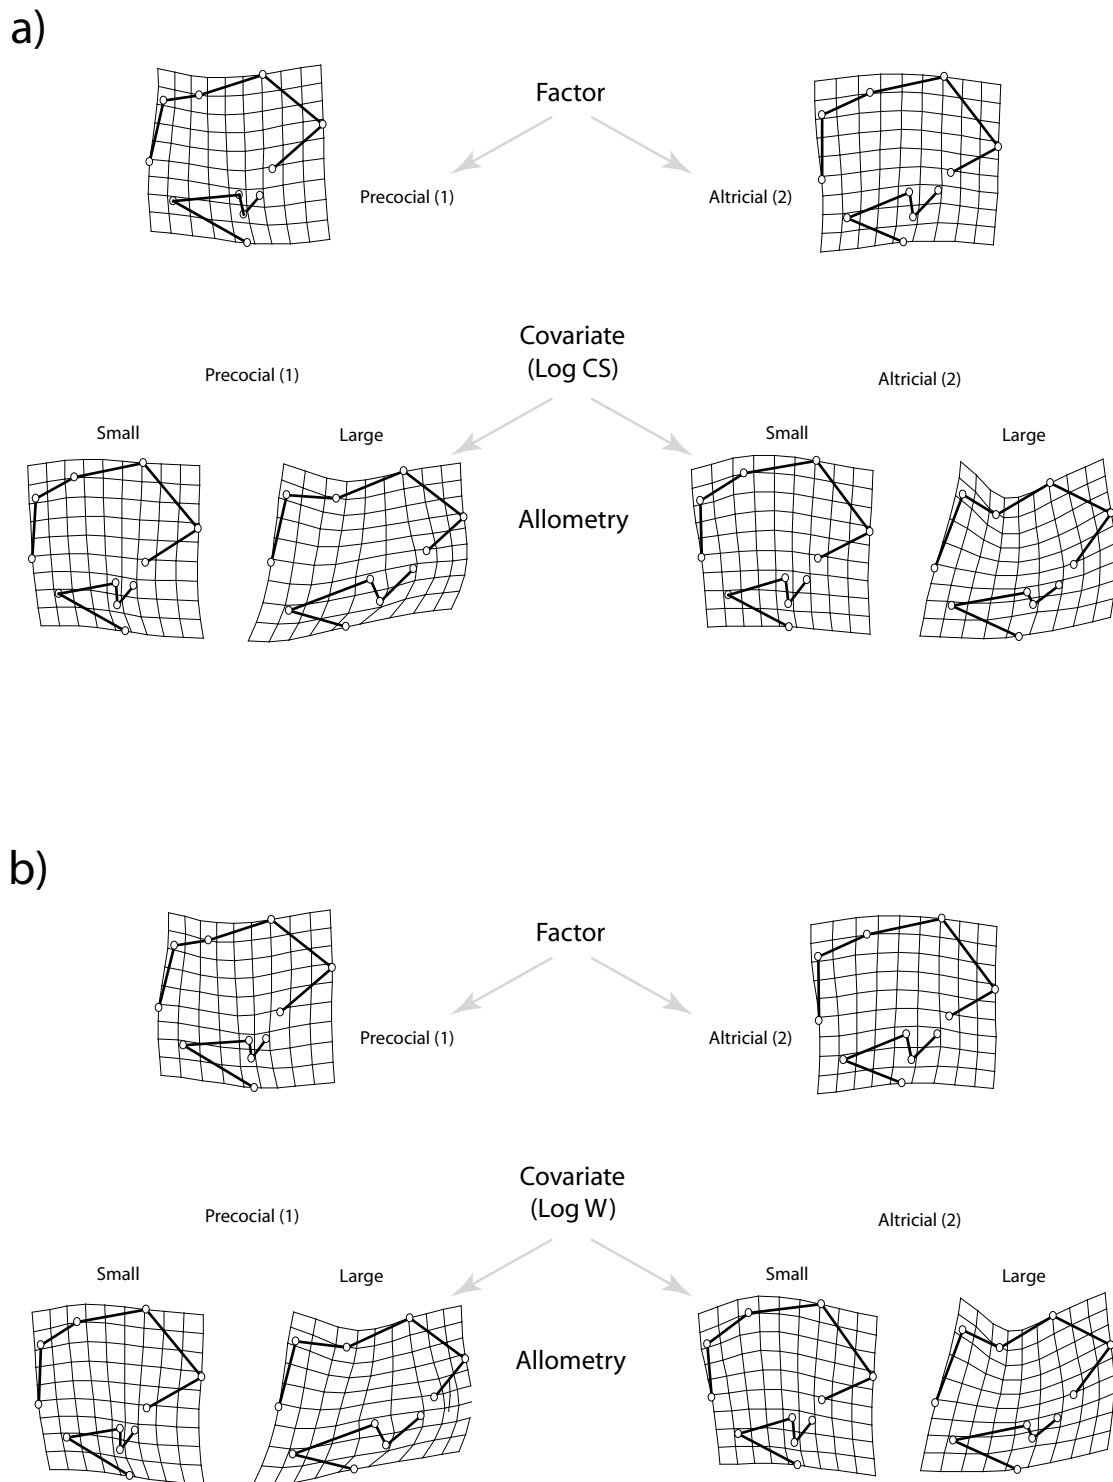 a)
Factor
Precocial (1)
Altricial (2)
Covariate
(Log CS)
Precocial (1)
Altricial (2)
Small
Large
Small
Large
Allometry
b)
Factor
Precocial (1)
Altricial (2)
Covariate
(Log W)
Precocial (1)
Altricial (2)
Small
Large
Small
Large
Allometry